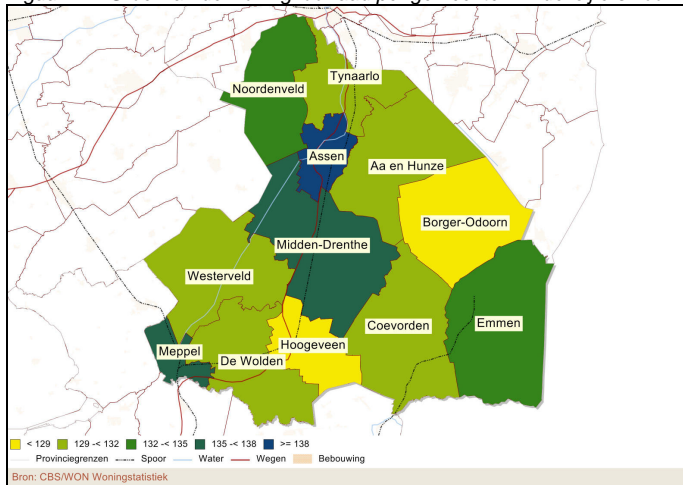 Noordenveld
Tynaarlo
Assen
Aa en Hunze
Borger-Odoorn
Midden-Drenthe
Westerveld
Coevorden
Emmen
Hoogeveen
Meppel
De Wolden
< 129 129 -< 132 132 -< 135 135 -< 138 >= 138
Provinciegrenzen Spoor Water Wegen Bebouwing
Bron: CBS/WON Woningstatistiek